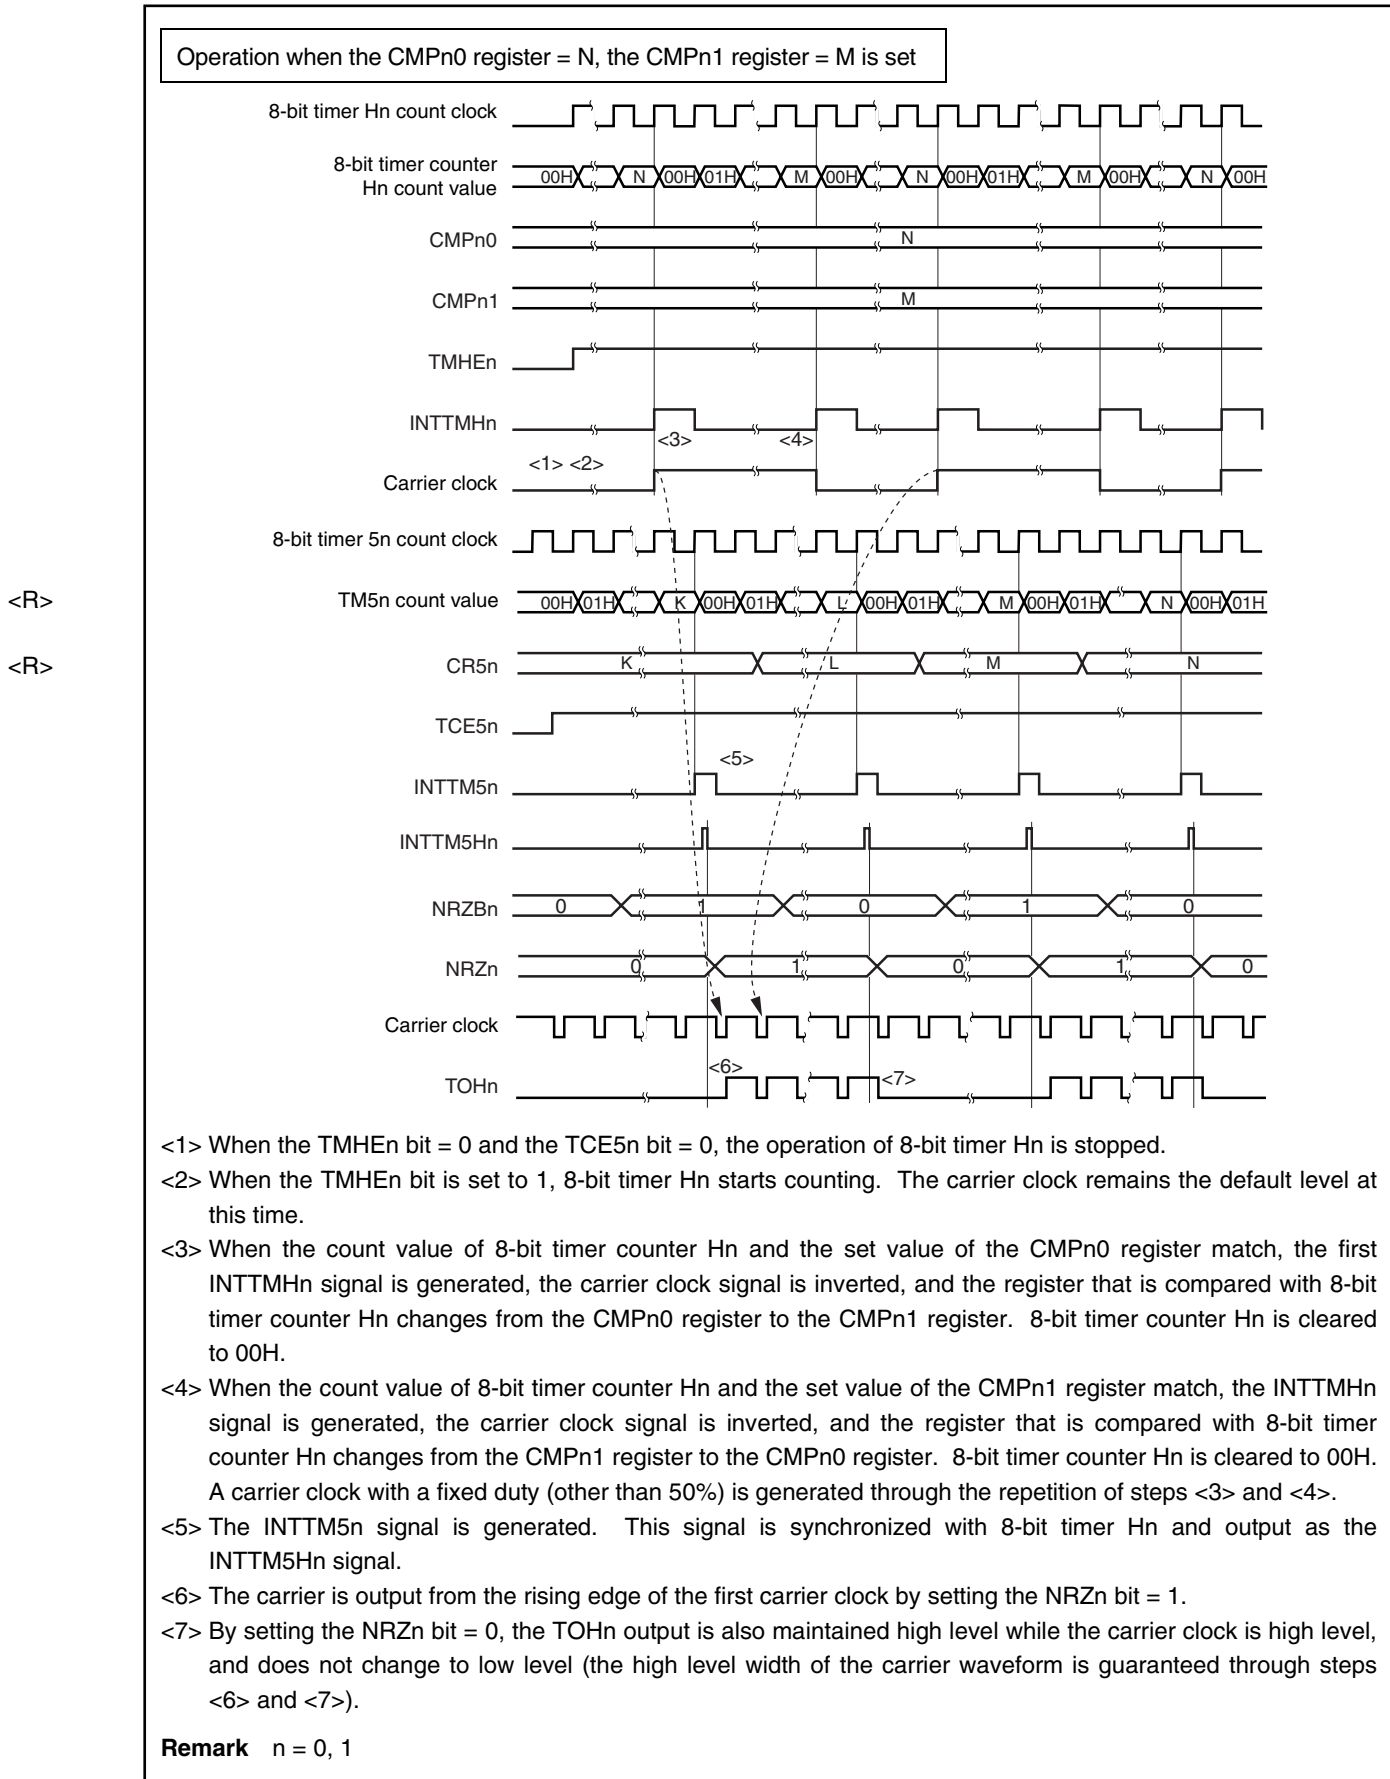 Operation when the CMPn0 register = N, the CMPn1 register = M is set
8-bit timer Hn count clock
8-bit timer counter
Hn count value
00H N 00H 01H M 00H N 00H 01H M 00H N 00H
CMPn0 N
CMPn1 M
TMHEn
INTTMHn
<3> <4>
<1> <2>
Carrier clock
8-bit timer 5n count clock
<R> TM5n count value 00H 01H K 00H 01H L 00H 01H M 00H 01H N 00H 01H
<R> CR5n K L M N
TCE5n
<5>
INTTM5n
INTTM5Hn
NRZBn 0 1 0 1 0
NRZn 0 1 0 1 0
Carrier clock
<6> <7>
TOHn
<1> When the TMHEn bit = 0 and the TCE5n bit = 0, the operation of 8-bit timer Hn is stopped.
<2> When the TMHEn bit is set to 1, 8-bit timer Hn starts counting. The carrier clock remains the default level at
this time.
<3> When the count value of 8-bit timer counter Hn and the set value of the CMPn0 register match, the first
INTTMHn signal is generated, the carrier clock signal is inverted, and the register that is compared with 8-bit
timer counter Hn changes from the CMPn0 register to the CMPn1 register. 8-bit timer counter Hn is cleared
to 00H.
<4> When the count value of 8-bit timer counter Hn and the set value of the CMPn1 register match, the INTTMHn
signal is generated, the carrier clock signal is inverted, and the register that is compared with 8-bit timer
counter Hn changes from the CMPn1 register to the CMPn0 register. 8-bit timer counter Hn is cleared to 00H.
A carrier clock with a fixed duty (other than 50%) is generated through the repetition of steps <3> and <4>.
<5> The INTTM5n signal is generated. This signal is synchronized with 8-bit timer Hn and output as the
INTTM5Hn signal.
<6> The carrier is output from the rising edge of the first carrier clock by setting the NRZn bit = 1.
<7> By setting the NRZn bit = 0, the TOHn output is also maintained high level while the carrier clock is high level,
and does not change to low level (the high level width of the carrier waveform is guaranteed through steps
<6> and <7>).
Remark n = 0, 1